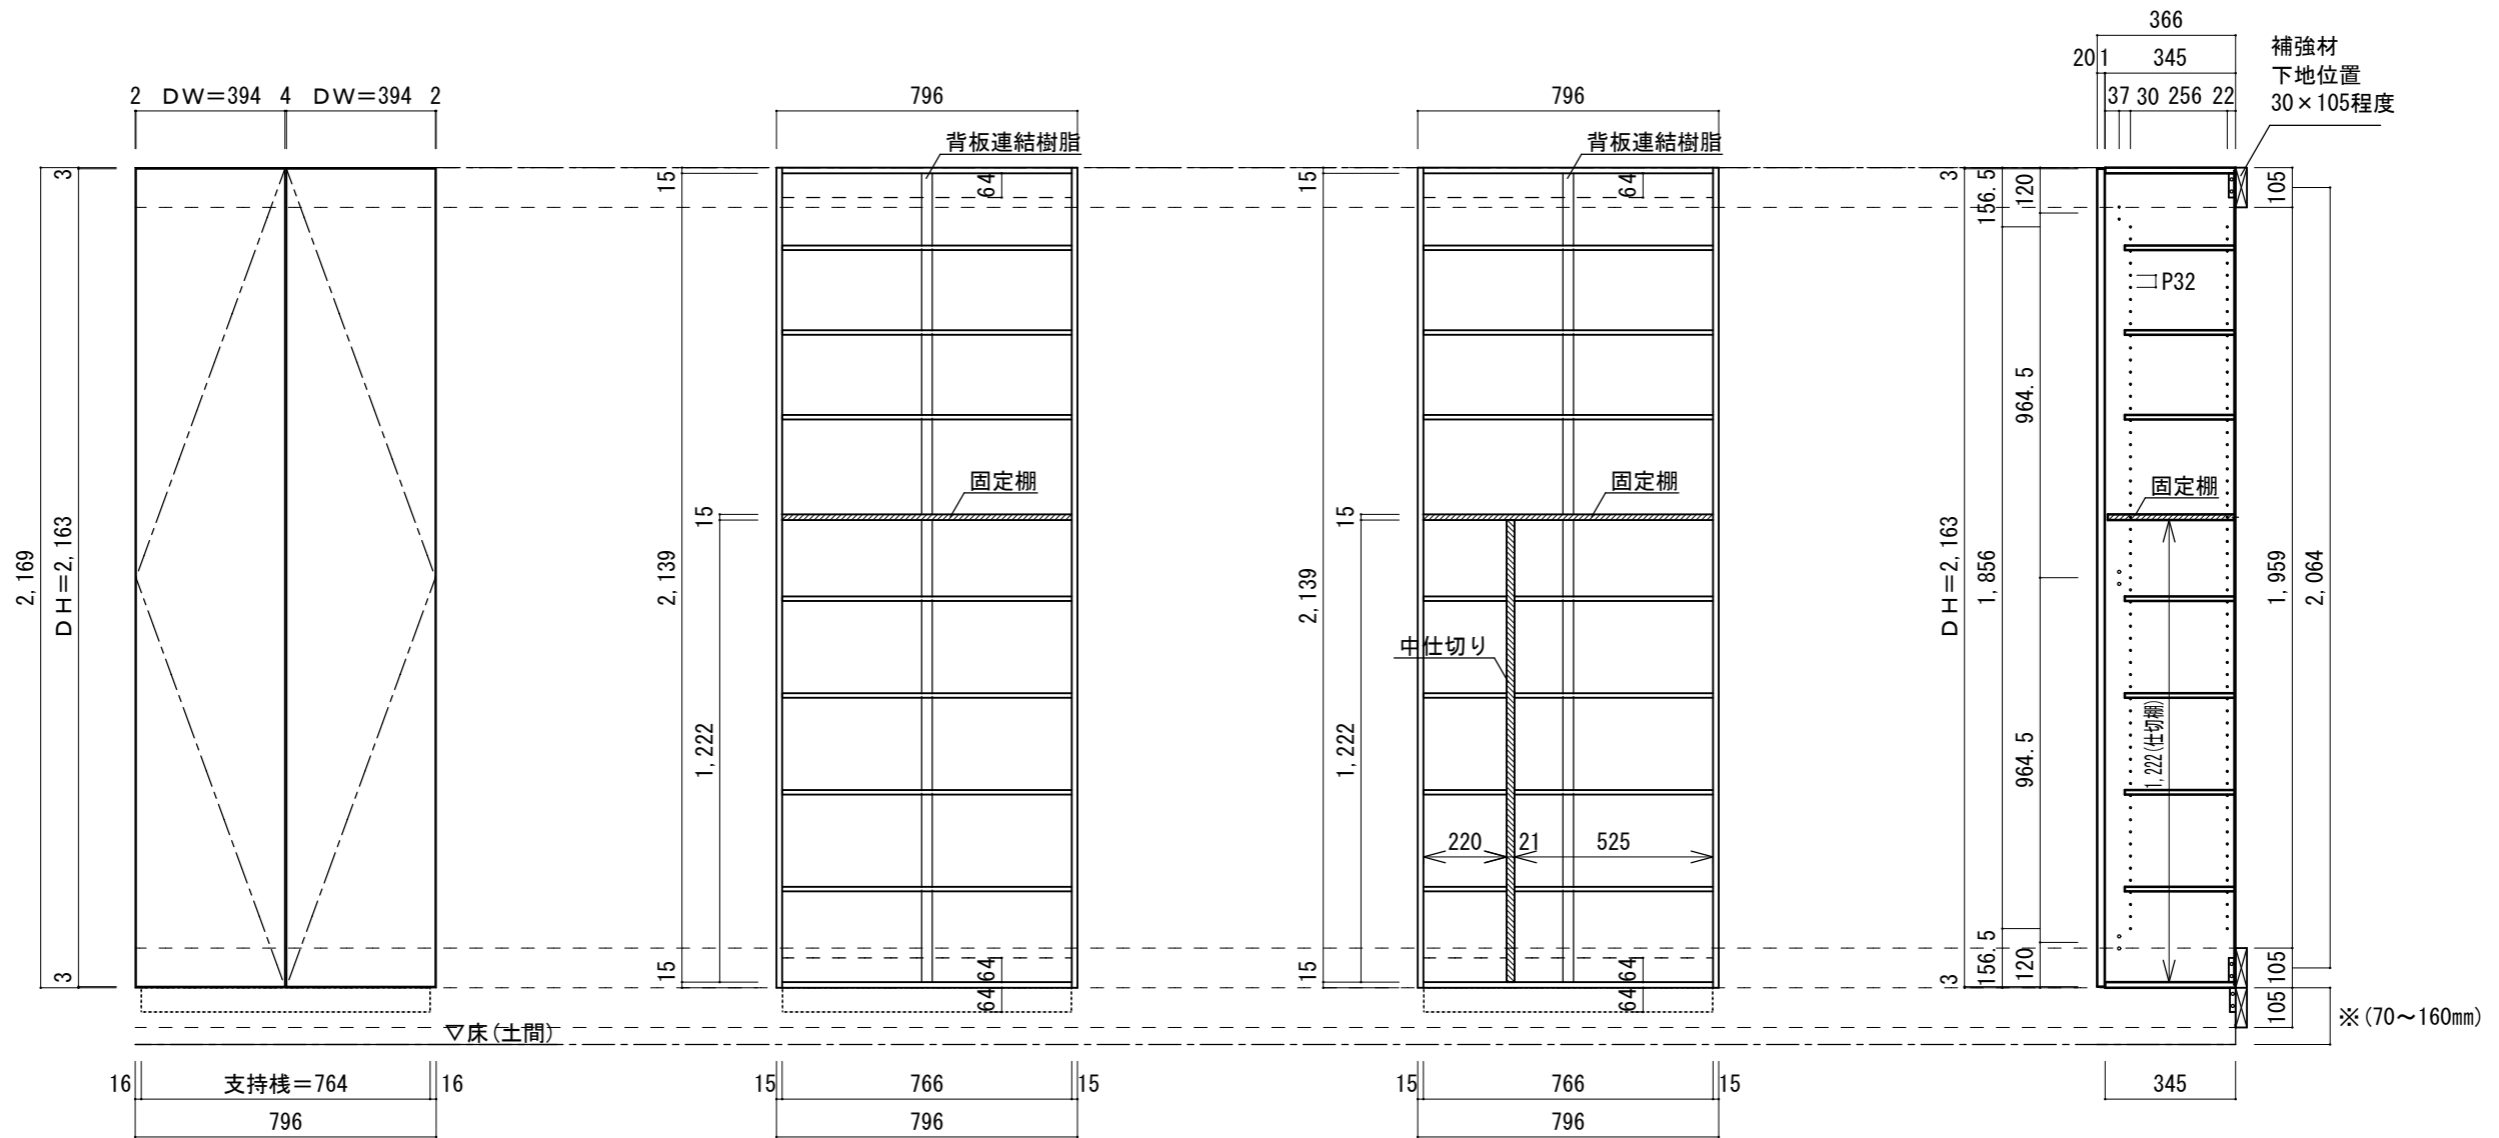 2 DW=394 4 DW=394 2
3
2,169
DH=2,163
3
▽床(土間)
16 支持桟=764 16
796
796
背板連結樹脂
15
64
固定棚
15
2,139
1,222
15
64
64
15 766 15
796
796
背板連結樹脂
15
64
固定棚
15
2,139
中仕切り
1,222
220 21 525
15
64
64
15 766 15
796
366
20 1 345
37 30 256 22
補強材
下地位置
30×105程度
3
156.5
120
105
P32
964.5
固定棚
DH=2,163
1,856
1,959
2,064
1,222(仕切棚)
964.5
156.5
120
3
105
105
※(70~160mm)
345